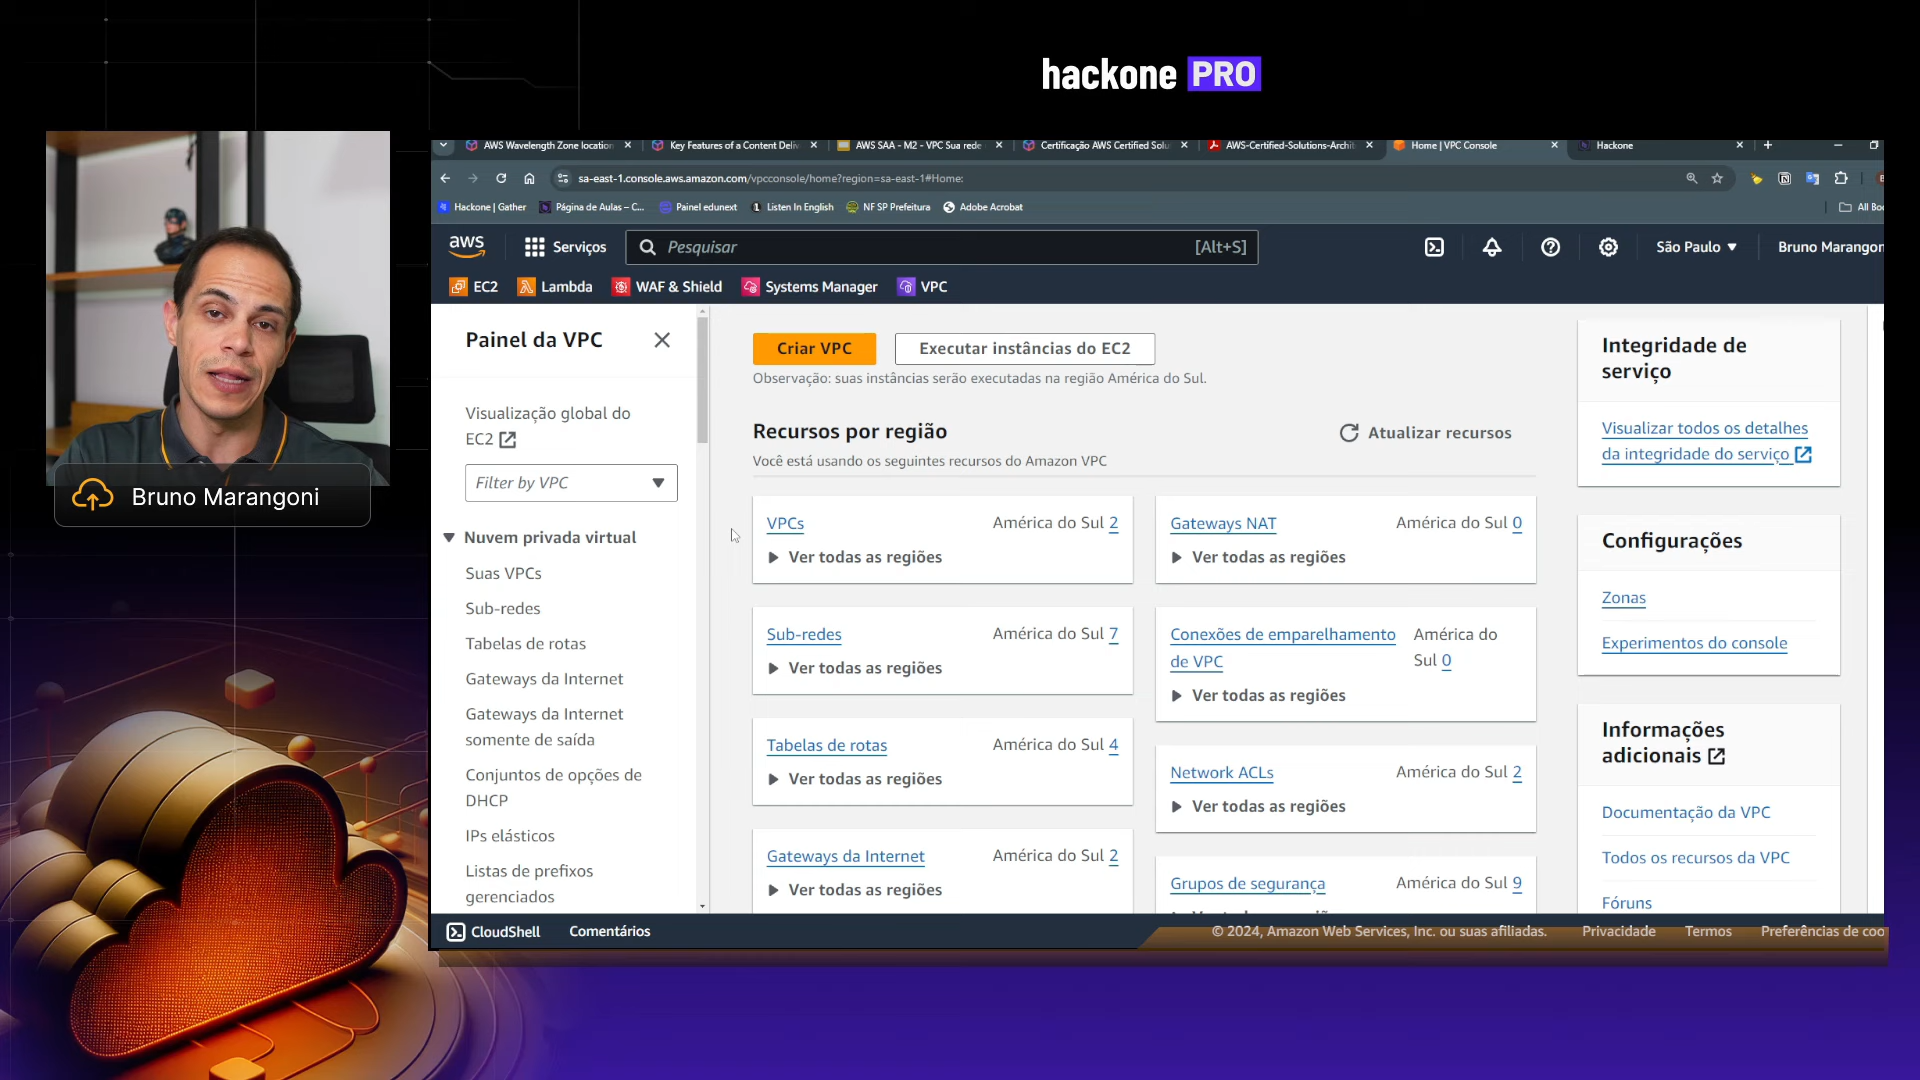 hackone PRO
Bruno Marangoni
AWS Wavelength Zone location
Key Features of a Content Deliv
AWS SAA - M2 - VPC Sua rede
Certificação AWS Certified Solu
AWS-Certified-Solutions-Archit
Home | VPC Console
Hackone
sa-east-1.console.aws.amazon.com/vpcconsole/home?region=sa-east-1#Home:
Hackone | Gather
Página de Aulas – C...
Painel edunext
Listen In English
NF SP Prefeitura
Adobe Acrobat
All Boo
aws
Serviços
Pesquisar
[Alt+S]
São Paulo
Bruno Marangon
EC2
Lambda
WAF & Shield
Systems Manager
VPC
Painel da VPC
Visualização global do
EC2
Filter by VPC
Nuvem privada virtual
Suas VPCs
Sub-redes
Tabelas de rotas
Gateways da Internet
Gateways da Internet
somente de saída
Conjuntos de opções de
DHCP
IPs elásticos
Listas de prefixos
gerenciados
Criar VPC
Executar instâncias do EC2
Observação: suas instâncias serão executadas na região América do Sul.
Recursos por região
Atualizar recursos
Você está usando os seguintes recursos do Amazon VPC
VPCs América do Sul 2
Ver todas as regiões
Sub-redes América do Sul 7
Ver todas as regiões
Tabelas de rotas América do Sul 4
Ver todas as regiões
Gateways da Internet América do Sul 2
Ver todas as regiões
Gateways NAT América do Sul 0
Ver todas as regiões
Conexões de emparelhamento América do
de VPC Sul 0
Ver todas as regiões
Network ACLs América do Sul 2
Ver todas as regiões
Grupos de segurança América do Sul 9
Integridade de
serviço
Visualizar todos os detalhes
da integridade do serviço
Configurações
Zonas
Experimentos do console
Informações
adicionais
Documentação da VPC
Todos os recursos da VPC
Fóruns
CloudShell
Comentários
© 2024, Amazon Web Services, Inc. ou suas afiliadas.
Privacidade
Termos
Preferências de coo